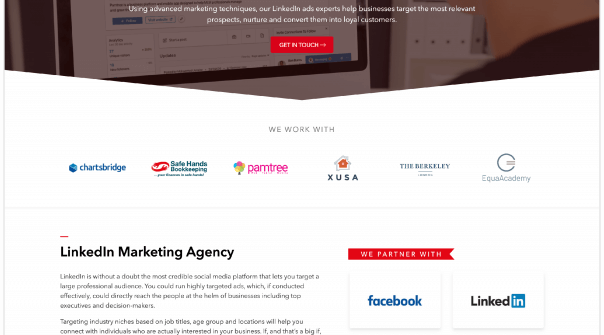 Using advanced marketing techniques, our LinkedIn ads experts help businesses target the most relevant
prospects, nurture and convert them into loyal customers.
GET IN TOUCH →
WE WORK WITH
chartsbridge
Safe Hands
Bookkeeping
...your finances in safe hands!
pamtree
XUSA
THE BERKELEY
LONDON
EquaAcademy
LinkedIn Marketing Agency
LinkedIn is without a doubt the most credible social media platform that lets you target a
large professional audience. You could run highly targeted ads, which, if conducted
effectively, could directly reach the people at the helm of businesses including top
executives and decision-makers.
Targeting industry niches based on job titles, age group and locations will help you
connect with individuals who are actually interested in your business. If, and that's a big if,
WE PARTNER WITH
facebook
LinkedIn